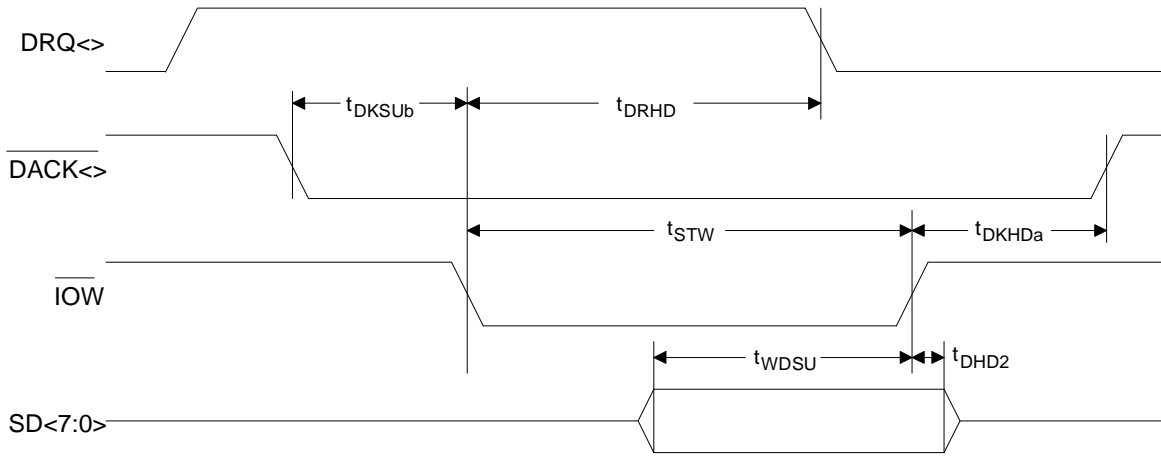 DRQ<>
tDKSUb
tDRHD
DACK<>
tSTW
tDKHDa
IOW
tWDSU
tDHD2
SD<7:0>